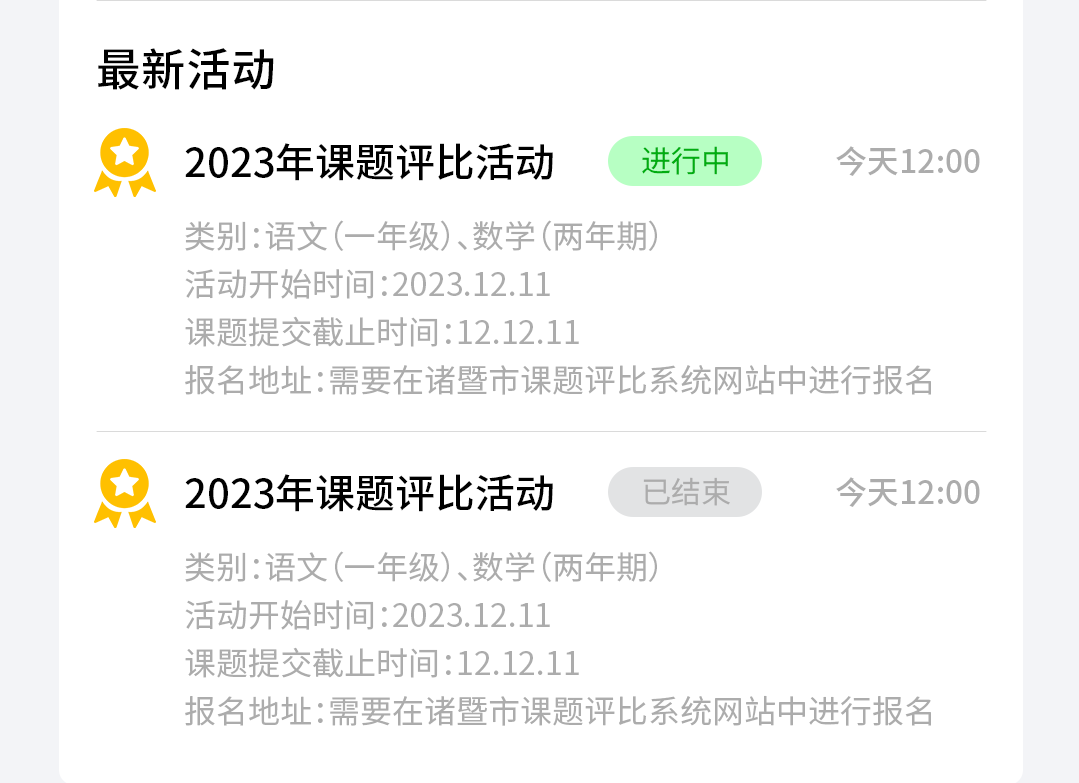 最新活动
2023年课题评比活动 进行中 今天12:00
类别：语文（一年级）、数学（两年期）
活动开始时间：2023.12.11
课题提交截止时间：12.12.11
报名地址：需要在诸暨市课题评比系统网站中进行报名
2023年课题评比活动 已结束 今天12:00
类别：语文（一年级）、数学（两年期）
活动开始时间：2023.12.11
课题提交截止时间：12.12.11
报名地址：需要在诸暨市课题评比系统网站中进行报名